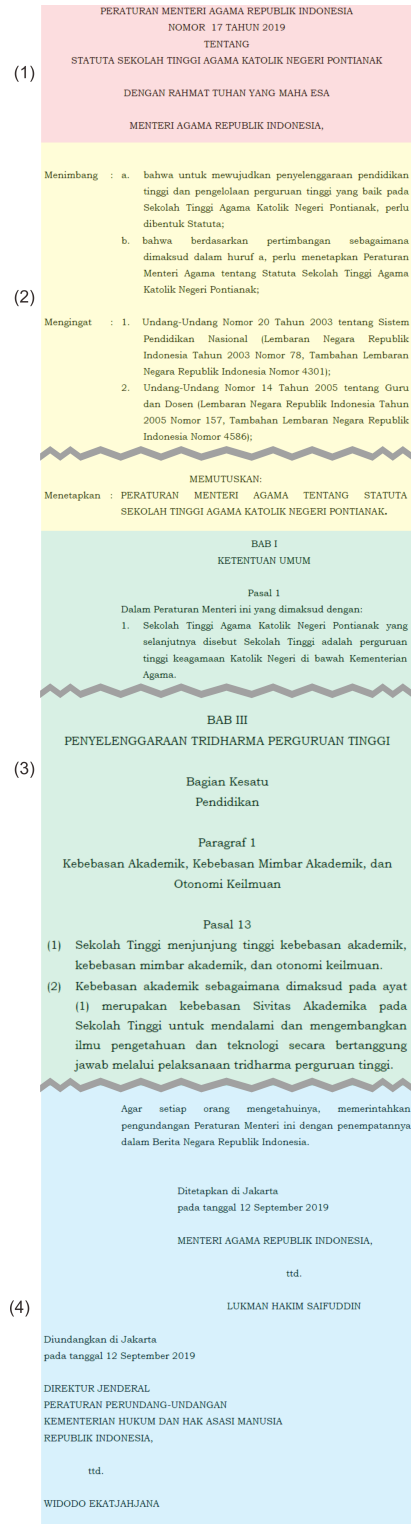 PERATURAN MENTERI AGAMA REPUBLIK INDONESIA
NOMOR 17 TAHUN 2019
TENTANG
STATUTA SEKOLAH TINGGI AGAMA KATOLIK NEGERI PONTIANAK
(1)
DENGAN RAHMAT TUHAN YANG MAHA ESA
MENTERI AGAMA REPUBLIK INDONESIA,
Menimbang : a. bahwa untuk mewujudkan penyelenggaraan pendidikan
tinggi dan pengelolaan perguruan tinggi yang baik pada
Sekolah Tinggi Agama Katolik Negeri Pontianak, perlu
dibentuk Statuta;
b. bahwa berdasarkan pertimbangan sebagaimana
dimaksud dalam huruf a, perlu menetapkan Peraturan
Menteri Agama tentang Statuta Sekolah Tinggi Agama
Katolik Negeri Pontianak;
(2)
Mengingat : 1. Undang-Undang Nomor 20 Tahun 2003 tentang Sistem
Pendidikan Nasional (Lembaran Negara Republik
Indonesia Tahun 2003 Nomor 78, Tambahan Lembaran
Negara Republik Indonesia Nomor 4301);
2. Undang-Undang Nomor 14 Tahun 2005 tentang Guru
dan Dosen (Lembaran Negara Republik Indonesia Tahun
2005 Nomor 157, Tambahan Lembaran Negara Republik
Indonesia Nomor 4586);
MEMUTUSKAN:
Menetapkan : PERATURAN MENTERI AGAMA TENTANG STATUTA
SEKOLAH TINGGI AGAMA KATOLIK NEGERI PONTIANAK.
BAB I
KETENTUAN UMUM
Pasal 1
Dalam Peraturan Menteri ini yang dimaksud dengan:
1. Sekolah Tinggi Agama Katolik Negeri Pontianak yang
selanjutnya disebut Sekolah Tinggi adalah perguruan
tinggi keagamaan Katolik Negeri di bawah Kementerian
Agama.
BAB III
PENYELENGGARAAN TRIDHARMA PERGURUAN TINGGI
(3)
Bagian Kesatu
Pendidikan
Paragraf 1
Kebebasan Akademik, Kebebasan Mimbar Akademik, dan
Otonomi Keilmuan
Pasal 13
(1) Sekolah Tinggi menjunjung tinggi kebebasan akademik,
kebebasan mimbar akademik, dan otonomi keilmuan.
(2) Kebebasan akademik sebagaimana dimaksud pada ayat
(1) merupakan kebebasan Sivitas Akademika pada
Sekolah Tinggi untuk mendalami dan mengembangkan
ilmu pengetahuan dan teknologi secara bertanggung
jawab melalui pelaksanaan tridharma perguruan tinggi.
Agar setiap orang mengetahuinya, memerintahkan
pengundangan Peraturan Menteri ini dengan penempatannya
dalam Berita Negara Republik Indonesia.
Ditetapkan di Jakarta
pada tanggal 12 September 2019
MENTERI AGAMA REPUBLIK INDONESIA,
ttd.
LUKMAN HAKIM SAIFUDDIN
(4)
Diundangkan di Jakarta
pada tanggal 12 September 2019
DIREKTUR JENDERAL
PERATURAN PERUNDANG-UNDANGAN
KEMENTERIAN HUKUM DAN HAK ASASI MANUSIA
REPUBLIK INDONESIA,
ttd.
WIDODO EKATJAHJANA